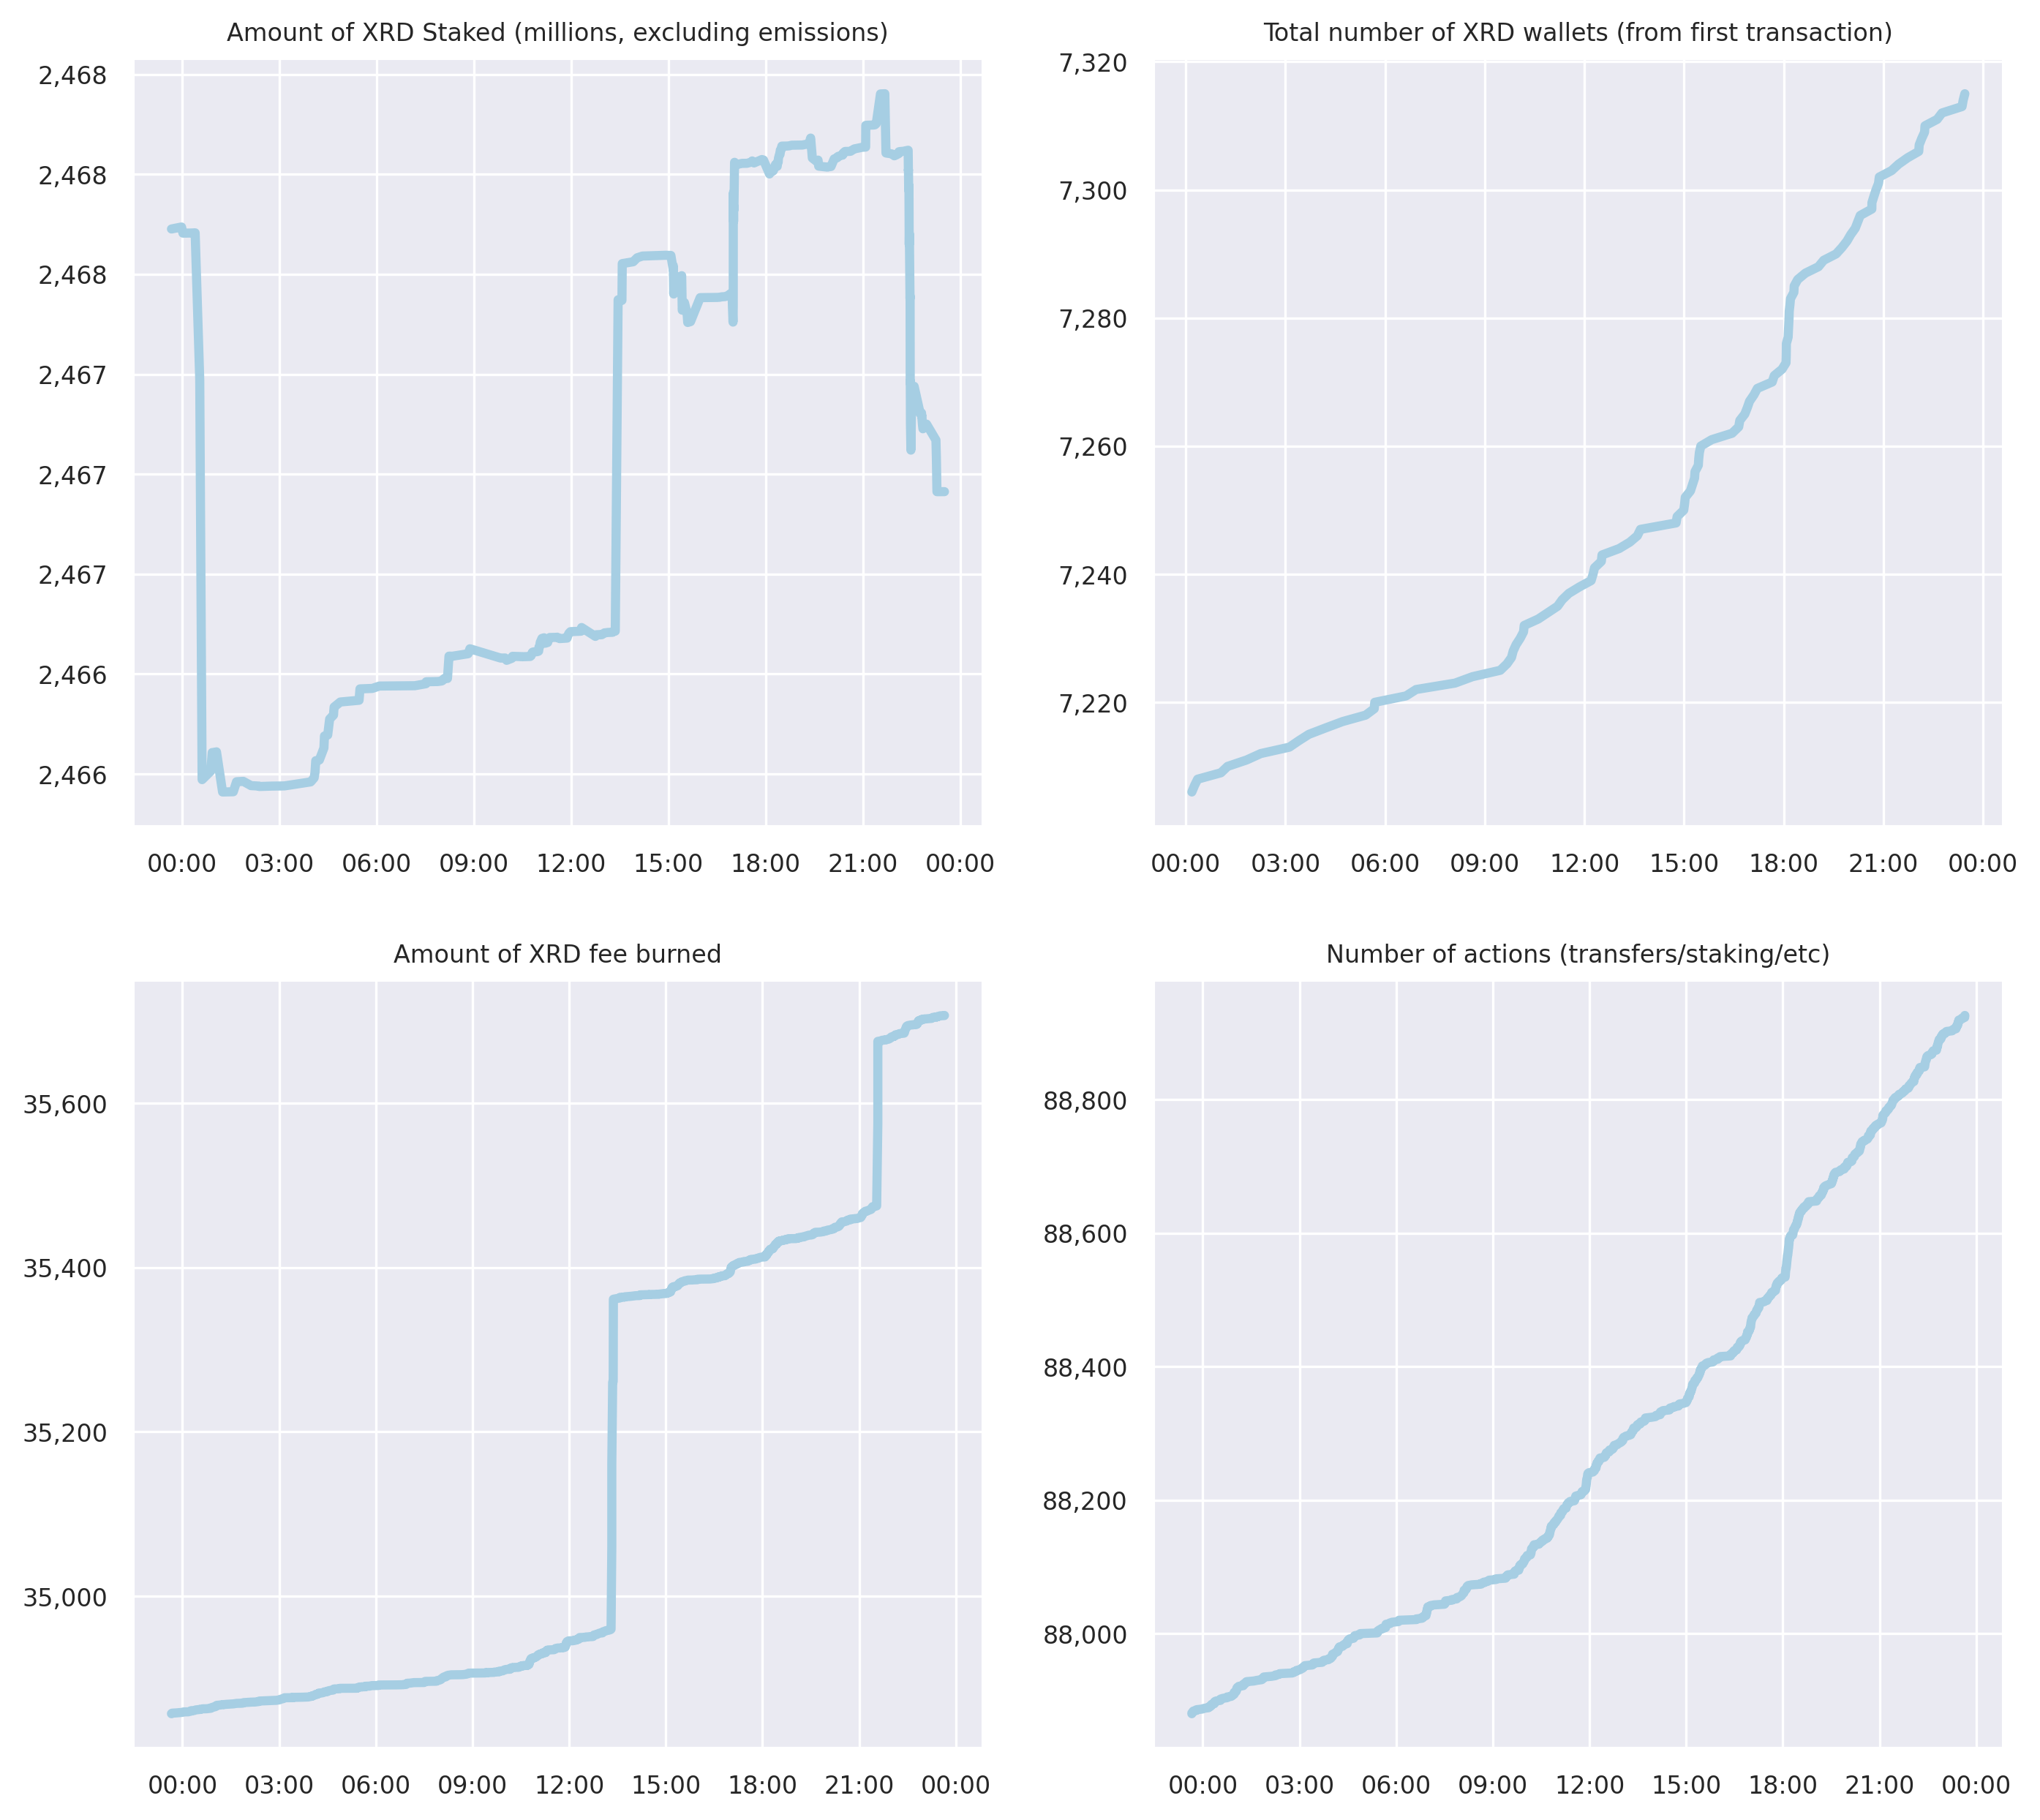 Amount of XRD Staked (millions, excluding emissions)
2,468
2,468
2,468
2,467
2,467
2,467
2,466
2,466
00:00 03:00 06:00 09:00 12:00 15:00 18:00 21:00 00:00
Total number of XRD wallets (from first transaction)
7,320
7,300
7,280
7,260
7,240
7,220
00:00 03:00 06:00 09:00 12:00 15:00 18:00 21:00 00:00
Amount of XRD fee burned
35,600
35,400
35,200
35,000
00:00 03:00 06:00 09:00 12:00 15:00 18:00 21:00 00:00
Number of actions (transfers/staking/etc)
88,800
88,600
88,400
88,200
88,000
00:00 03:00 06:00 09:00 12:00 15:00 18:00 21:00 00:00